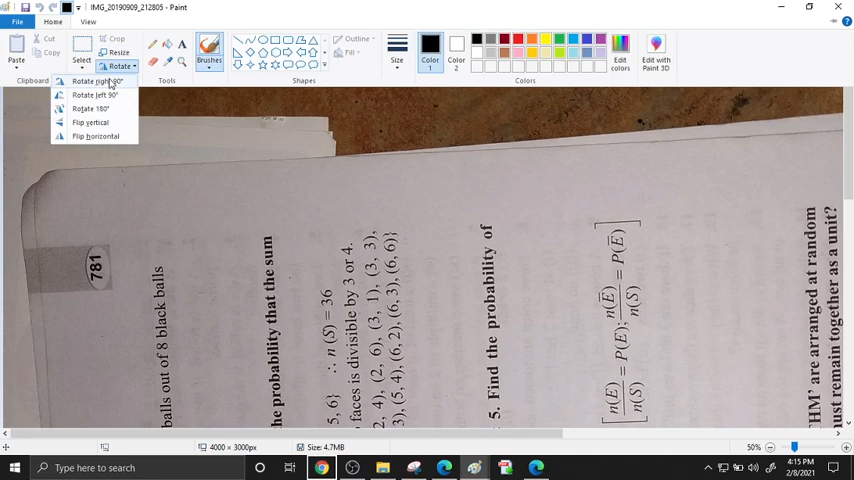 IMG_20190909_212805 - Paint
File
Home
View
Paste
Cut
Copy
Clipboard
Select
Crop
Resize
Rotate
Rotate right 90°
Rotate left 90°
Rotate 180°
Flip vertical
Flip horizontal
Tools
Brushes
Outline
Fill
Shapes
Size
Color 1
Color 2
Colors
Edit colors
Edit with Paint 3D
781
balls out of 8 black balls
he probability that the sum
5, 6} ∴ n (S) = 36
faces is divisible by 3 or 4.
2, 4), (2, 6), (3, 1), (3, 3),
3), (5, 4), (6, 2), (6, 3), (6, 6)}
5. Find the probability of
[n(E)/n(S) = P(E); n(E̅)/n(S) = P(E̅)]
THM' are arranged at random
ust remain together as a unit?
4000 × 3000px
Size: 4.7MB
50%
Type here to search
4:15 PM
2/8/2021